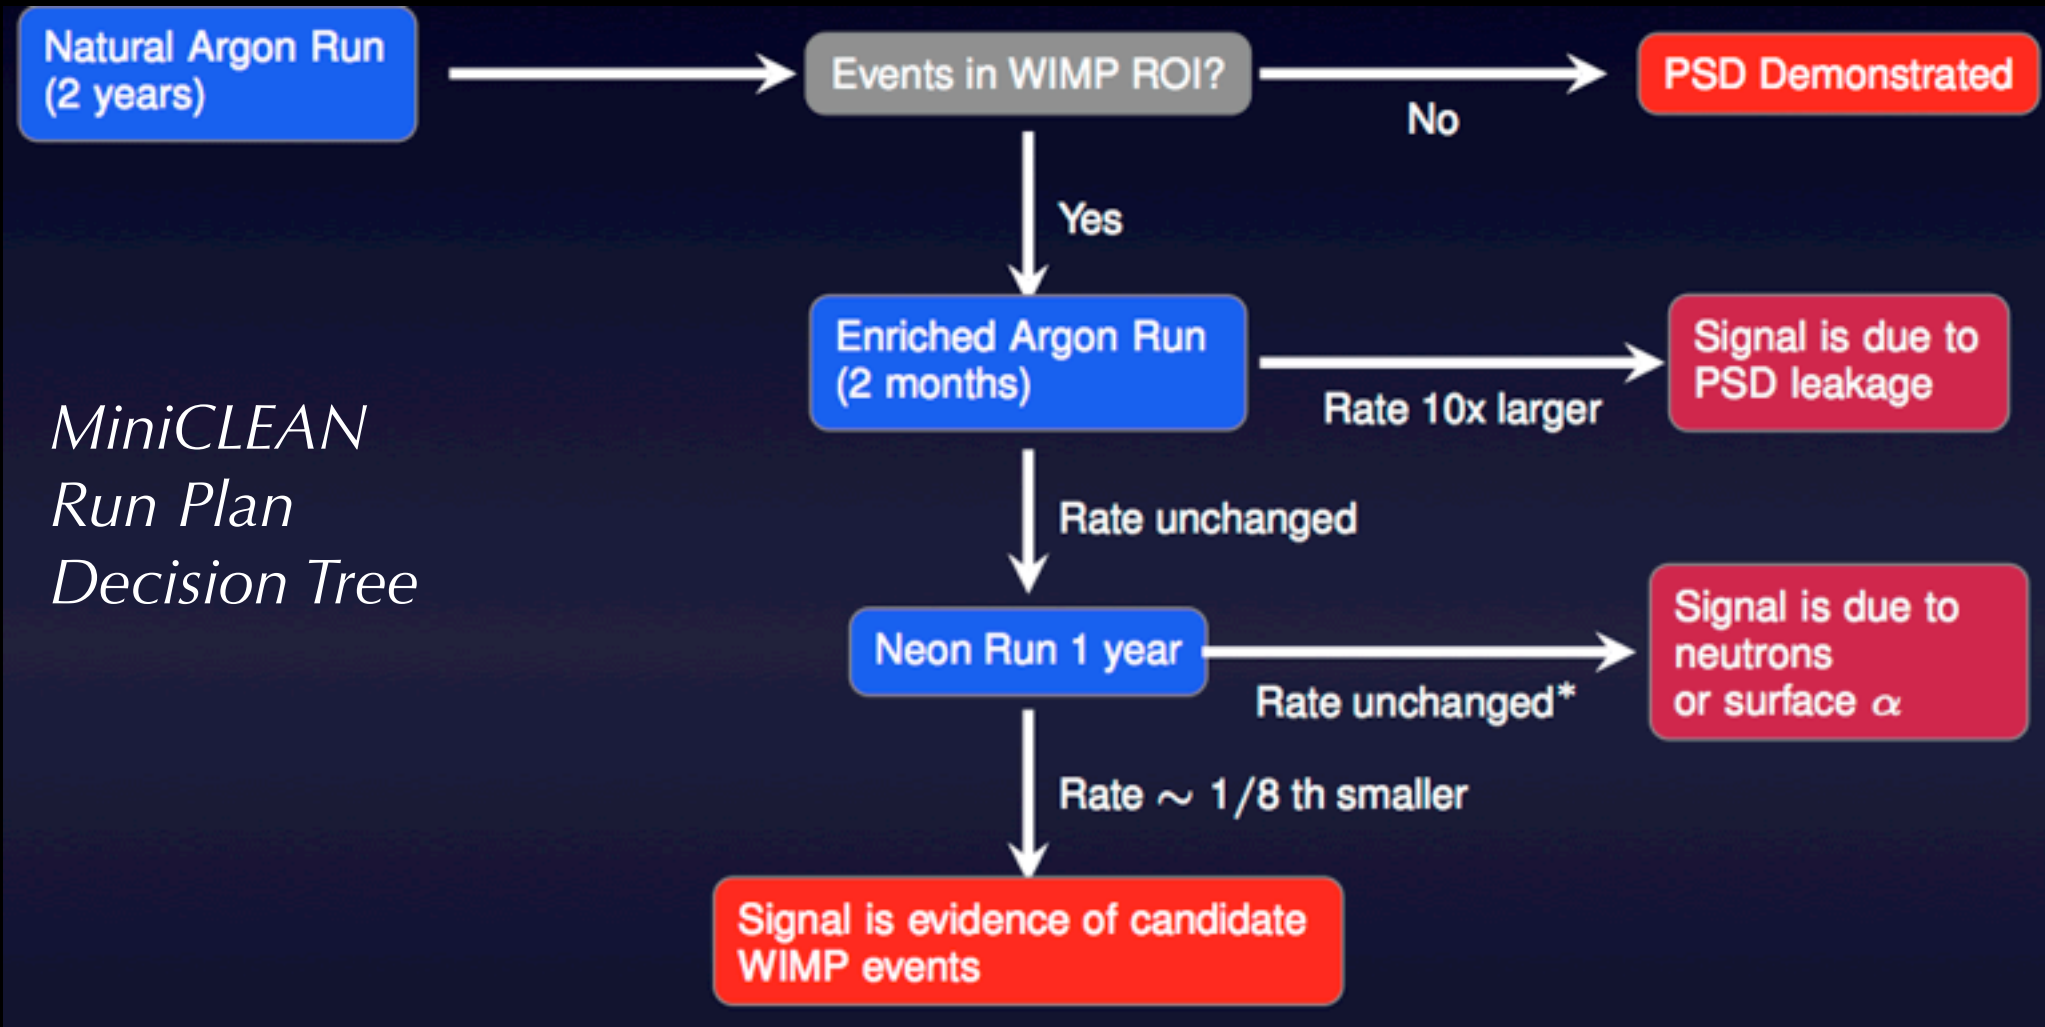 Natural Argon Run
(2 years)
Events in WIMP ROI?
No
PSD Demonstrated
Yes
Enriched Argon Run
(2 months)
Rate 10x larger
Signal is due to
PSD leakage
MiniCLEAN
Run Plan
Decision Tree
Rate unchanged
Neon Run 1 year
Rate unchanged*
Signal is due to
neutrons
or surface α
Rate ∼ 1/8 th smaller
Signal is evidence of candidate
WIMP events